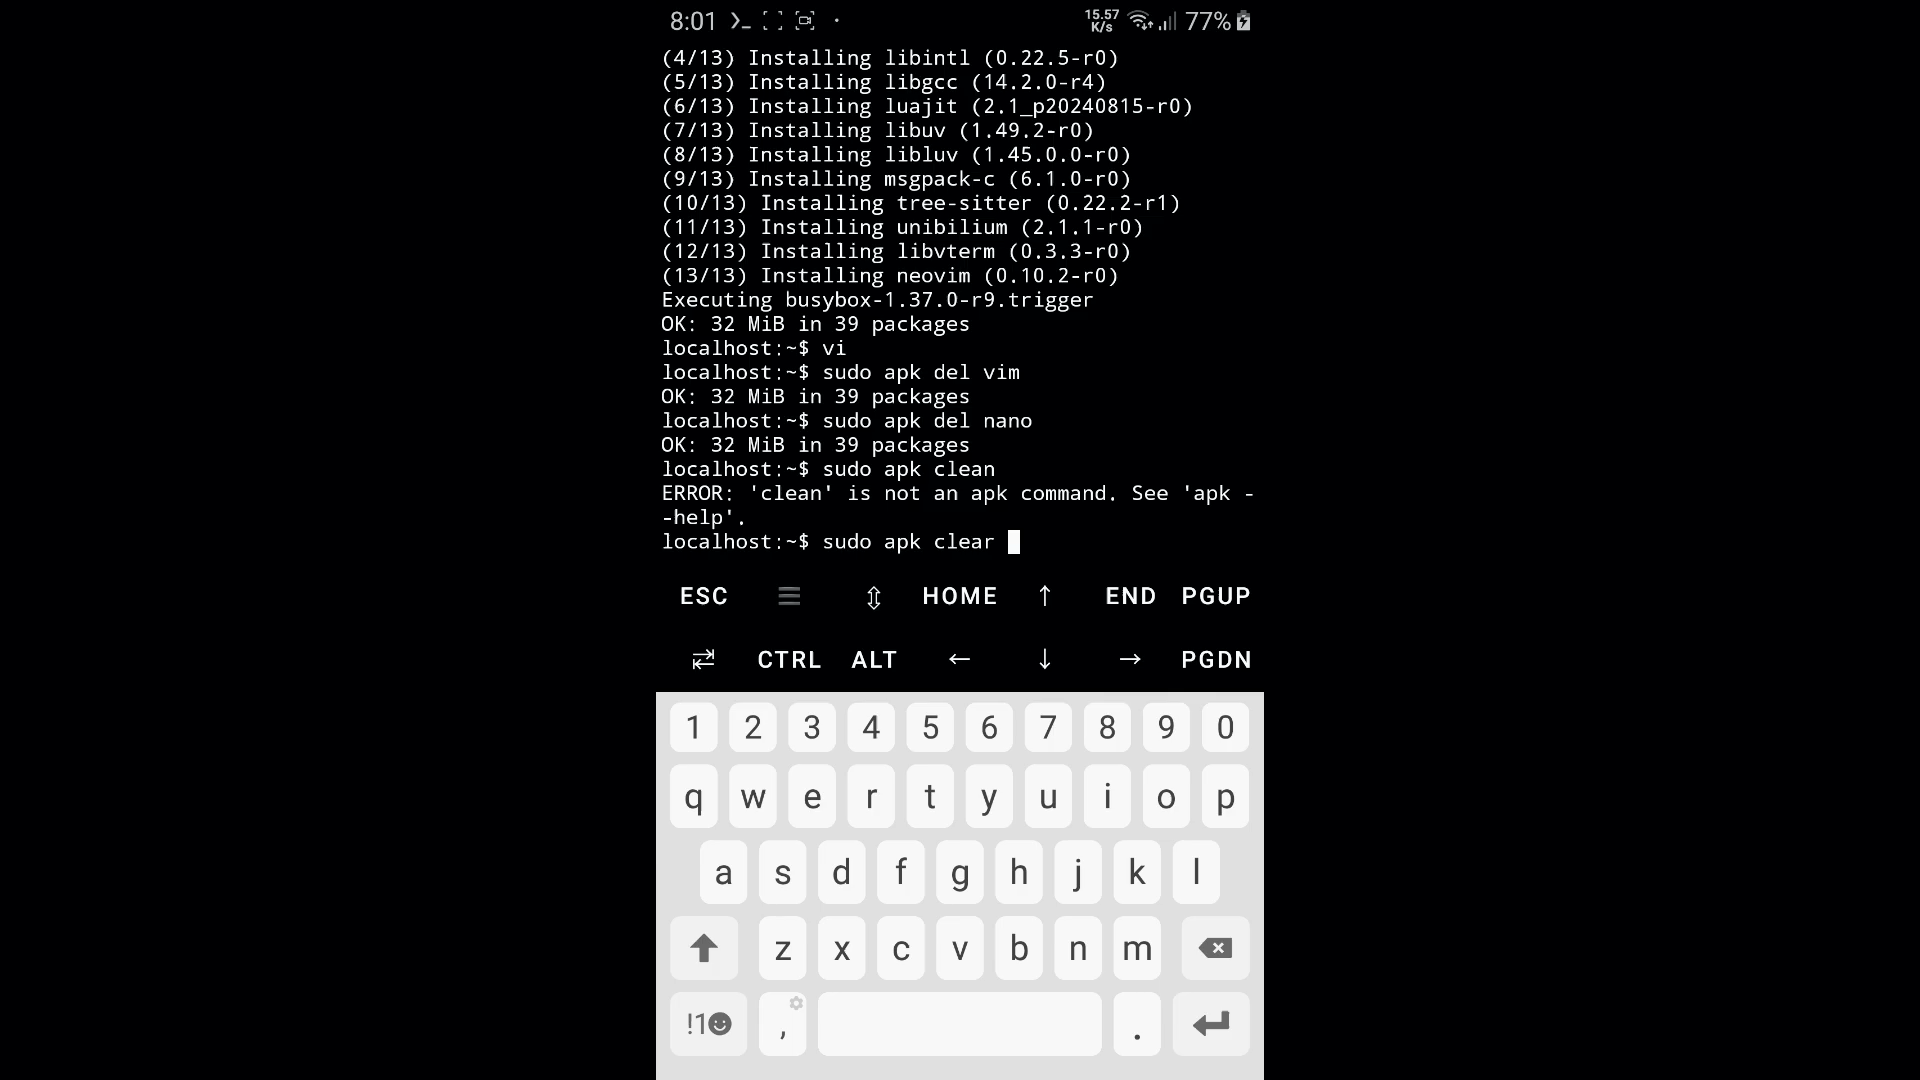 8:01 15.57 K/s 77%
(4/13) Installing libintl (0.22.5-r0)
(5/13) Installing libgcc (14.2.0-r4)
(6/13) Installing luajit (2.1_p20240815-r0)
(7/13) Installing libuv (1.49.2-r0)
(8/13) Installing libluv (1.45.0.0-r0)
(9/13) Installing msgpack-c (6.1.0-r0)
(10/13) Installing tree-sitter (0.22.2-r1)
(11/13) Installing unibilium (2.1.1-r0)
(12/13) Installing libvterm (0.3.3-r0)
(13/13) Installing neovim (0.10.2-r0)
Executing busybox-1.37.0-r9.trigger
OK: 32 MiB in 39 packages
localhost:~$ vi
localhost:~$ sudo apk del vim
OK: 32 MiB in 39 packages
localhost:~$ sudo apk del nano
OK: 32 MiB in 39 packages
localhost:~$ sudo apk clean
ERROR: 'clean' is not an apk command. See 'apk -
-help'.
localhost:~$ sudo apk clear
ESC ☰ ⇳ HOME ↑ END PGUP
⇄ CTRL ALT ← ↓ → PGDN
1 2 3 4 5 6 7 8 9 0
q w e r t y u i o p
a s d f g h j k l
z x c v b n m
!1☻ , .